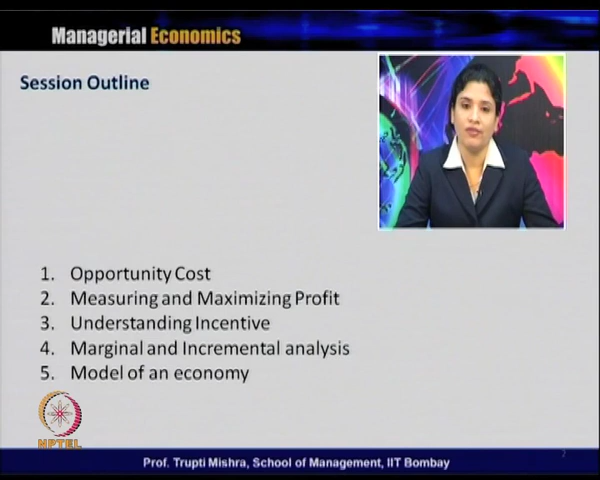 Managerial Economics
Session Outline
1. Opportunity Cost
2. Measuring and Maximizing Profit
3. Understanding Incentive
4. Marginal and Incremental analysis
5. Model of an economy
NPTEL
Prof. Trupti Mishra, School of Management, IIT Bombay